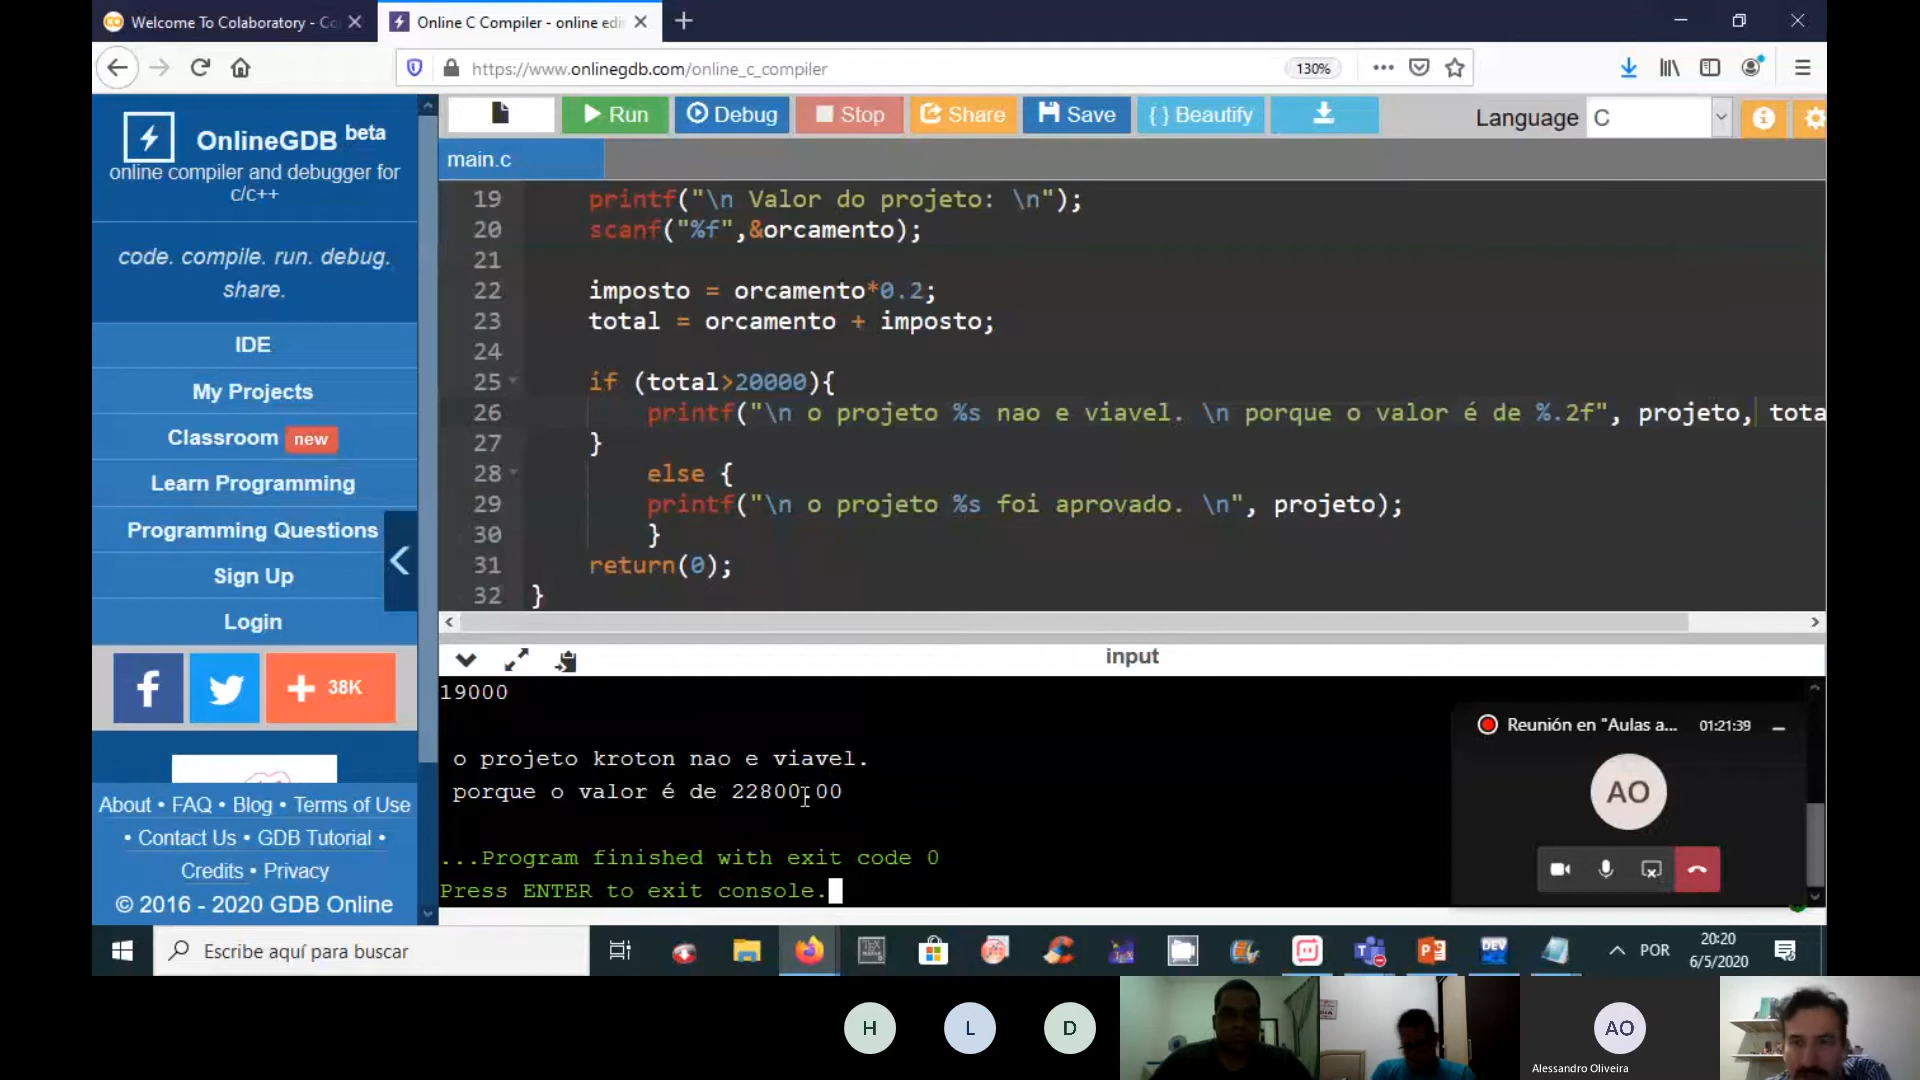 Welcome To Colaboratory - Co
Online C Compiler - online edi
https://www.onlinegdb.com/online_c_compiler
130%
OnlineGDB beta
online compiler and debugger for
c/c++
code. compile. run. debug.
share.
IDE
My Projects
Classroom new
Learn Programming
Programming Questions
Sign Up
Login
+ 38K
About • FAQ • Blog • Terms of Use
• Contact Us • GDB Tutorial •
Credits • Privacy
© 2016 - 2020 GDB Online
Run Debug Stop Share Save { } Beautify
Language C
main.c
19 printf("\n Valor do projeto: \n");
20 scanf("%f",&orcamento);
21
22 imposto = orcamento*0.2;
23 total = orcamento + imposto;
24
25 if (total>20000){
26 printf("\n o projeto %s nao e viavel. \n porque o valor é de %.2f", projeto, tota
27 }
28 else {
29 printf("\n o projeto %s foi aprovado. \n", projeto);
30 }
31 return(0);
32 }
input
19000
o projeto kroton nao e viavel.
porque o valor é de 22800.00
...Program finished with exit code 0
Press ENTER to exit console.
Reunión en "Aulas a... 01:21:39
AO
Escribe aquí para buscar
DEV
POR
20:20
6/5/2020
H
L
D
AO
Alessandro Oliveira